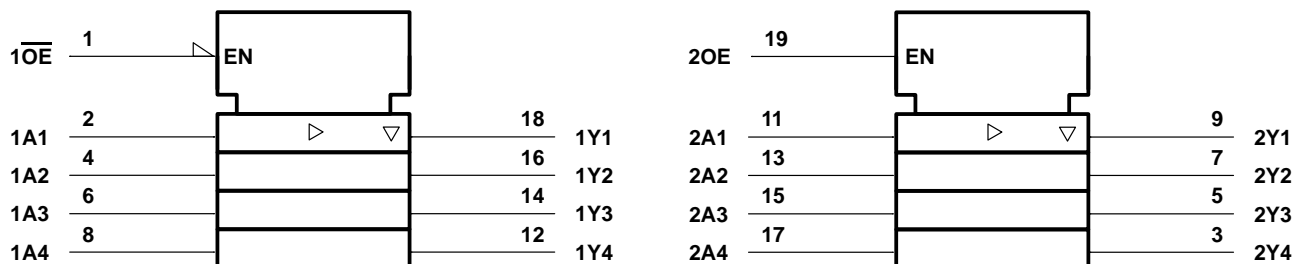 1 19
1O̅E̅ EN 2OE EN
2 18 11 9
1A1 1Y1 2A1 2Y1
4 16 13 7
1A2 1Y2 2A2 2Y2
6 14 15 5
1A3 1Y3 2A3 2Y3
8 12 17 3
1A4 1Y4 2A4 2Y4